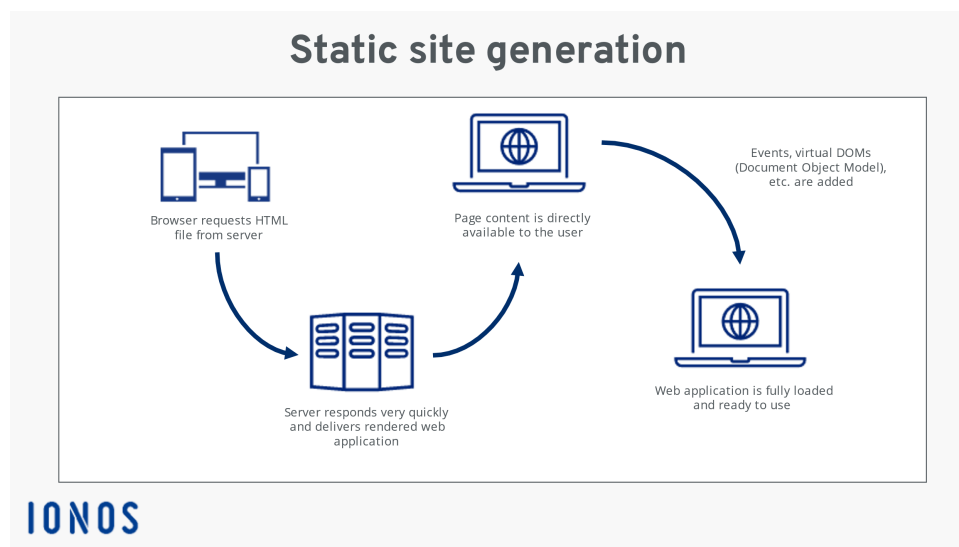 Static site generation
Browser requests HTML
file from server
Server responds very quickly
and delivers rendered web
application
Page content is directly
available to the user
Events, virtual DOMs
(Document Object Model),
etc. are added
Web application is fully loaded
and ready to use
IONOS